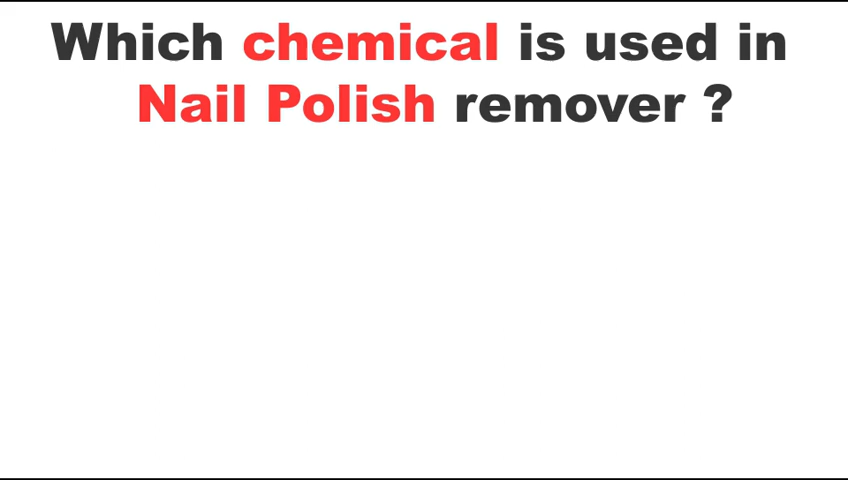 Which chemical is used in
Nail Polish remover ?